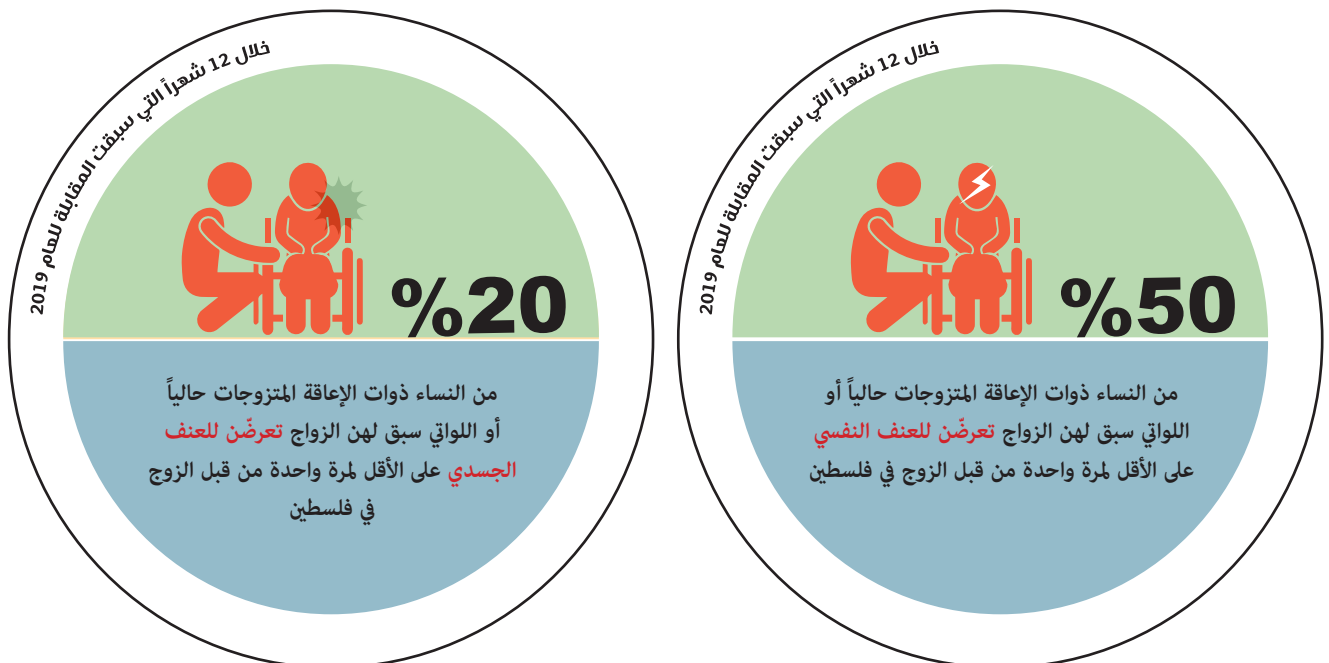 خلال 12 شهراً التي سبقت المقابلة للعام 2019
%50
من النساء ذوات الإعاقة المتزوجات حالياً أو
اللواتي سبق لهن الزواج تعرضّن للعنف النفسي
على الأقل لمرة واحدة من قبل الزوج في فلسطين
خلال 12 شهراً التي سبقت المقابلة للعام 2019
%20
من النساء ذوات الإعاقة المتزوجات حالياً
أو اللواتي سبق لهن الزواج تعرضّن للعنف
الجسدي على الأقل لمرة واحدة من قبل الزوج
في فلسطين